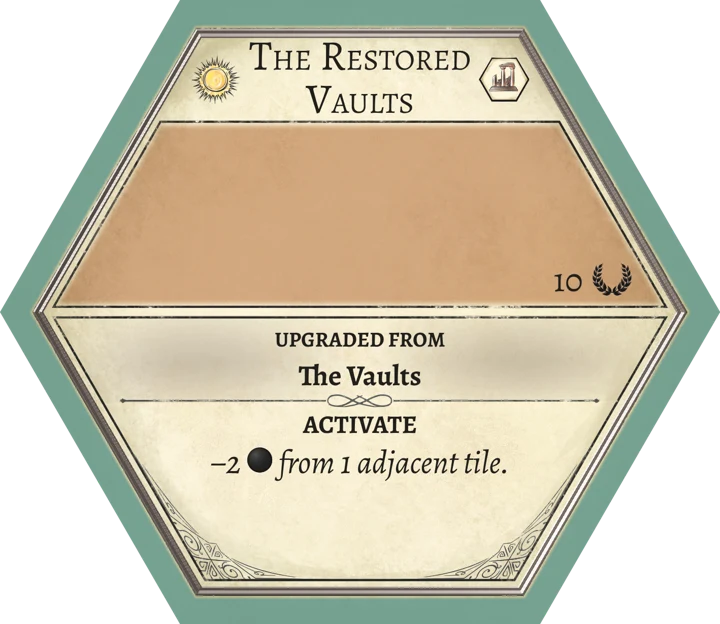 The Restored
Vaults
10
UPGRADED FROM
The Vaults
ACTIVATE
–2 from 1 adjacent tile.